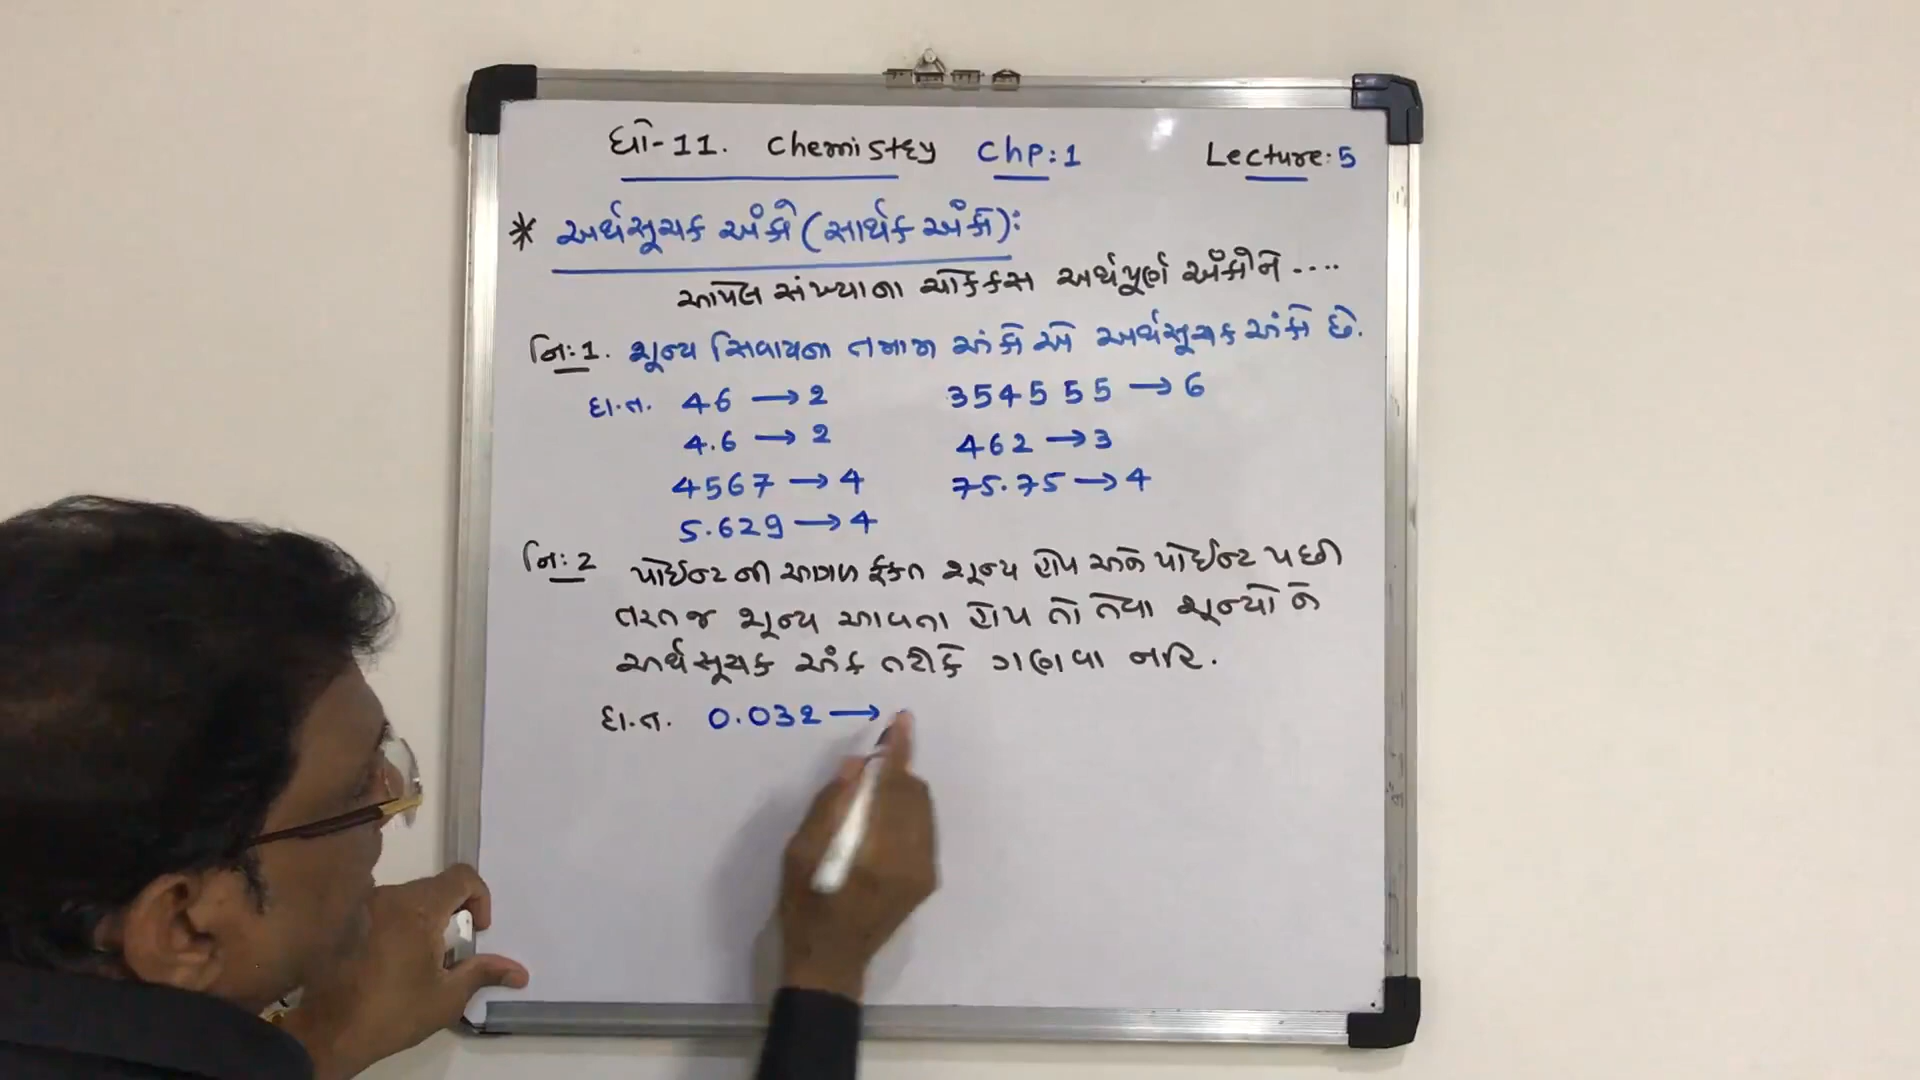 ધો-11. Chemistry Chp:1 Lecture:5
* અર્થસૂચક અંકો (સાર્થક અંકો):
આપેલ સંખ્યાના ચોક્કસ અર્થપૂર્ણ અંકોને ....
નિ:1. શૂન્ય સિવાયના તમામ અંકો એ અર્થસૂચક અંકો છે.
દા.ત. 46 → 2 354555 → 6
4.6 → 2 462 → 3
4567 → 4 75.75 → 4
5.629 → 4
નિ:2 પોઈન્ટ ની આગળ ફક્ત શૂન્ય હોય અને પોઈન્ટ પછી
તરત જ શૂન્ય આવતા હોય તો તેવા શૂન્યો ને
અર્થસૂચક અંક તરીકે ગણવા નહિ.
દા.ત. 0.032 →